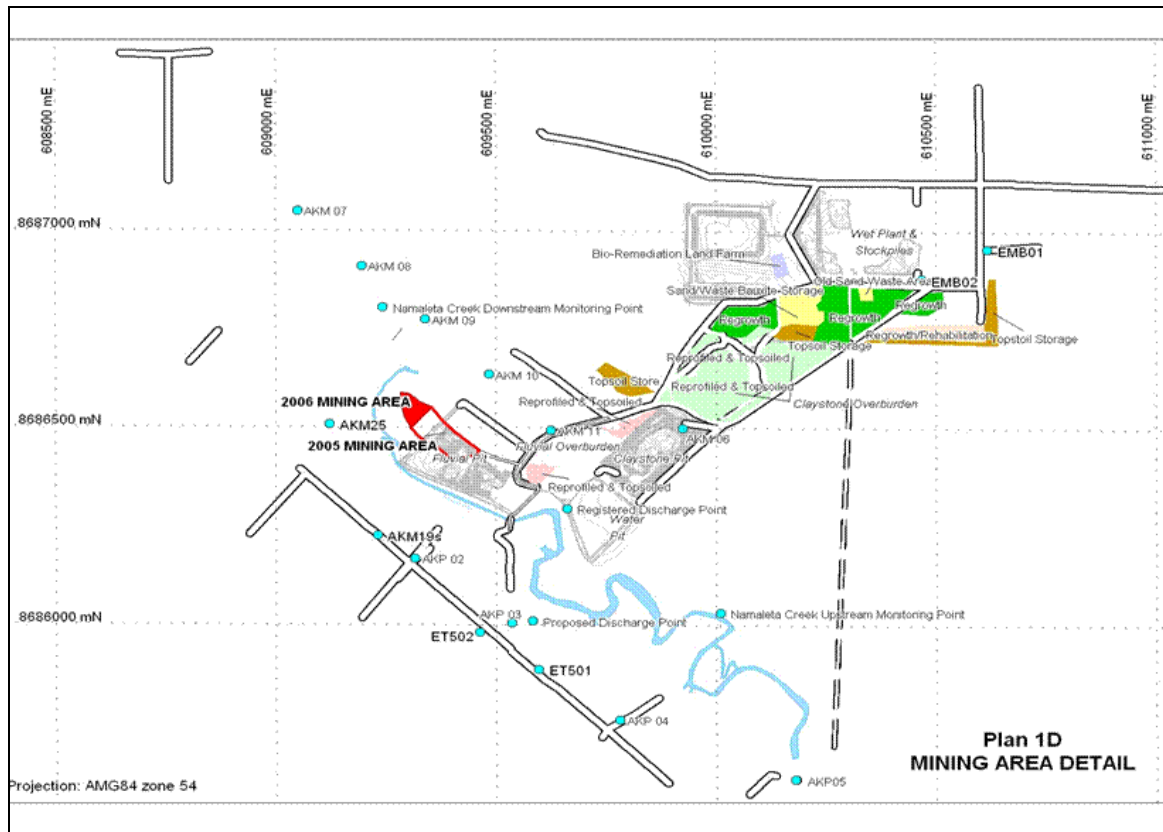 608500 mE
609000 mE
609500 mE
610000 mE
610500 mE
611000 mE
8687000 mN
AKM 07
Wet Plant &
Stockpiles
Bio-Remediation Land Farm
EMB01
AKM 08
Old Sand Waste Area
EMB02
Sand/Waste Bauxite Storage
Namaleta Creek Downstream Monitoring Point
AKM 09
Regrowth
Regrowth
Regrowth
Regrowth/Rehabilitation
Topstoil Storage
Topsoil Storage
Reprofiled & Topsoiled
AKM 10
Topsoil Store
Reprofiled & Topsoiled
2006 MINING AREA
Reprofiled & Topsoiled
Claystone Overburden
8686500 mN
AKM25
AKM 11
AKM 06
2005 MINING AREA
Fluvial Overburden
Fluvial Pit
Claystone Pit
Reprofiled & Topsoiled
Registered Discharge Point
Water
Pit
AKM19s
AKP 02
8686000 mN
AKP 03
Proposed Discharge Point
Namaleta Creek Upstream Monitoring Point
ET502
ET501
AKP 04
Plan 1D
MINING AREA DETAIL
Projection: AMG84 zone 54
AKP05